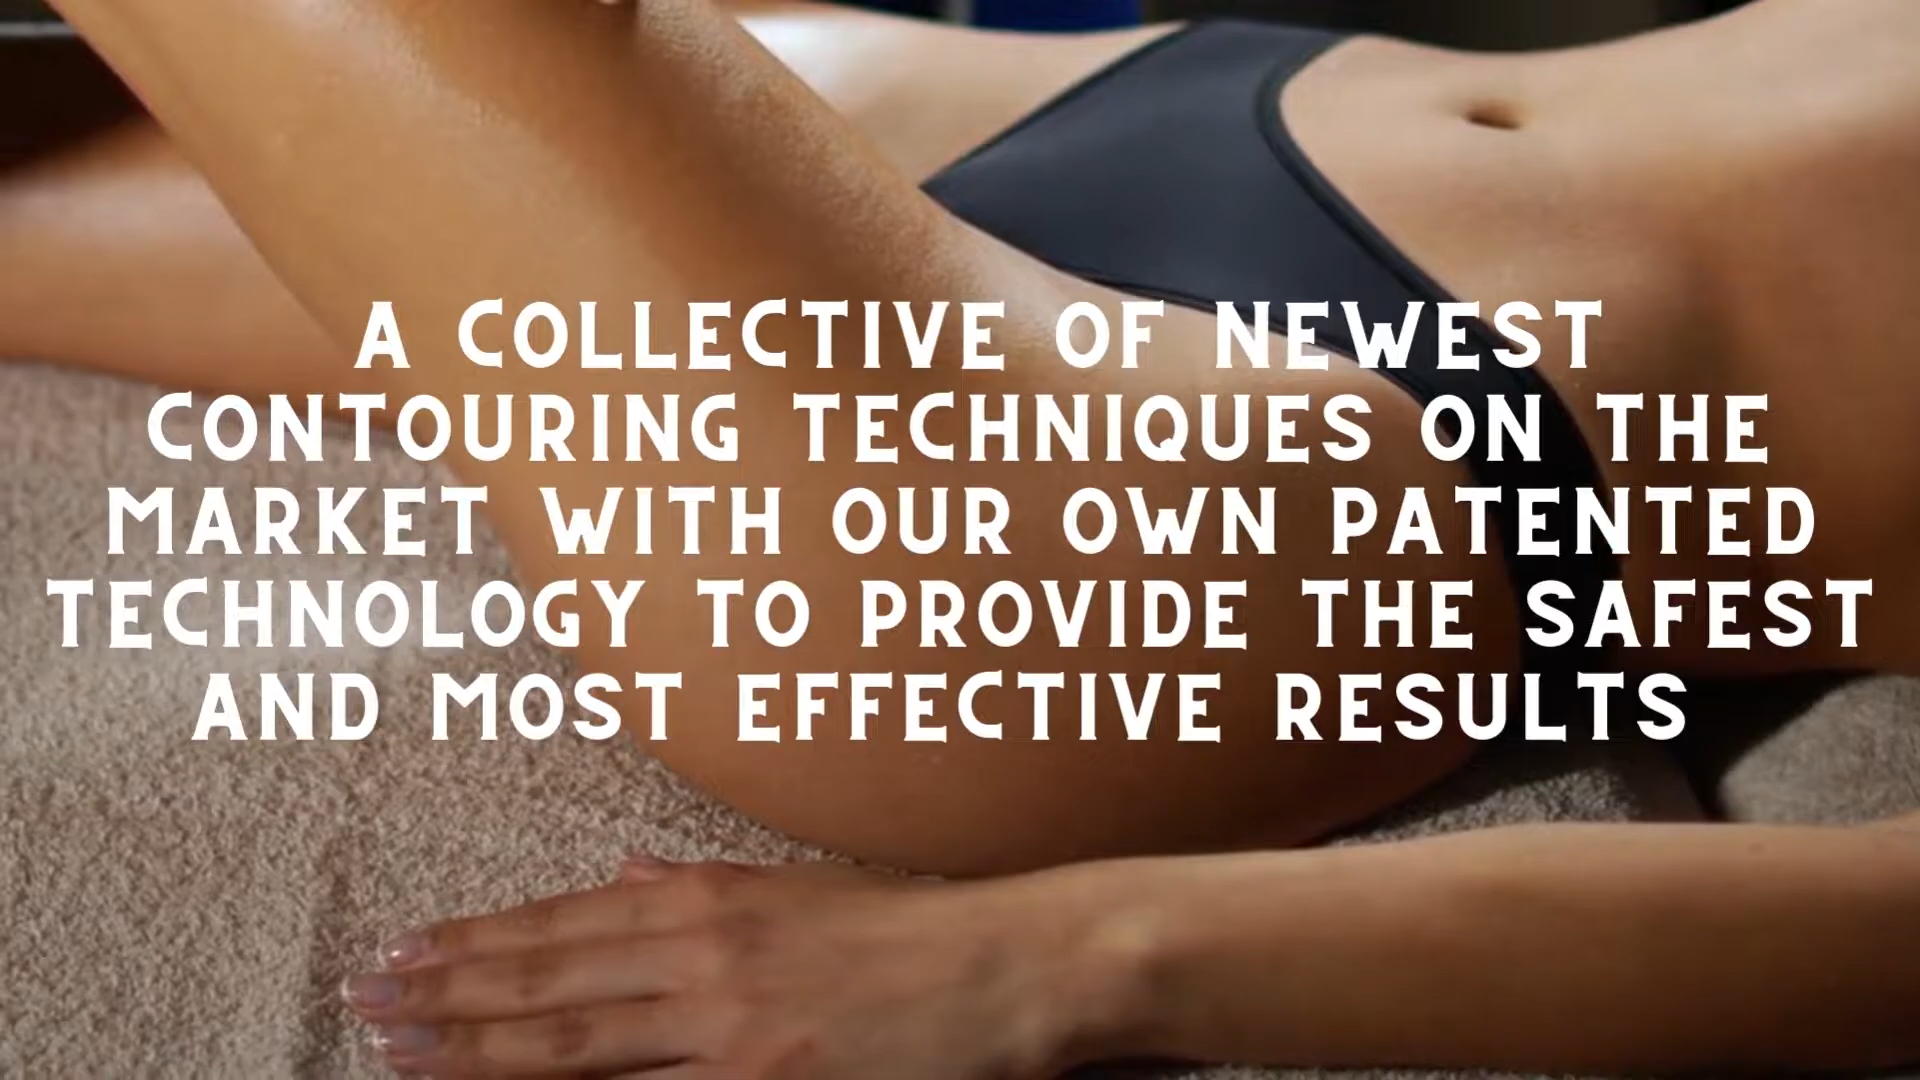 A COLLECTIVE OF NEWEST
CONTOURING TECHNIQUES ON THE
MARKET WITH OUR OWN PATENTED
TECHNOLOGY TO PROVIDE THE SAFEST
AND MOST EFFECTIVE RESULTS